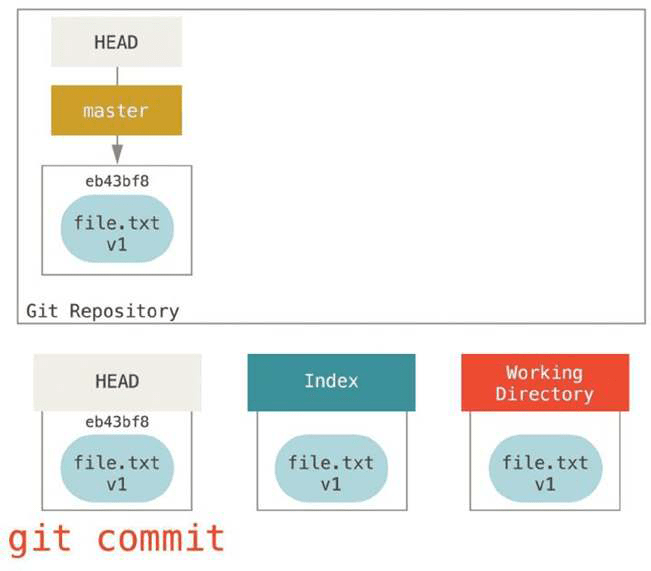 HEAD
master
eb43bf8
file.txt
v1
Git Repository
HEAD
Index
Working
Directory
eb43bf8
file.txt
v1
file.txt
v1
file.txt
v1
git commit